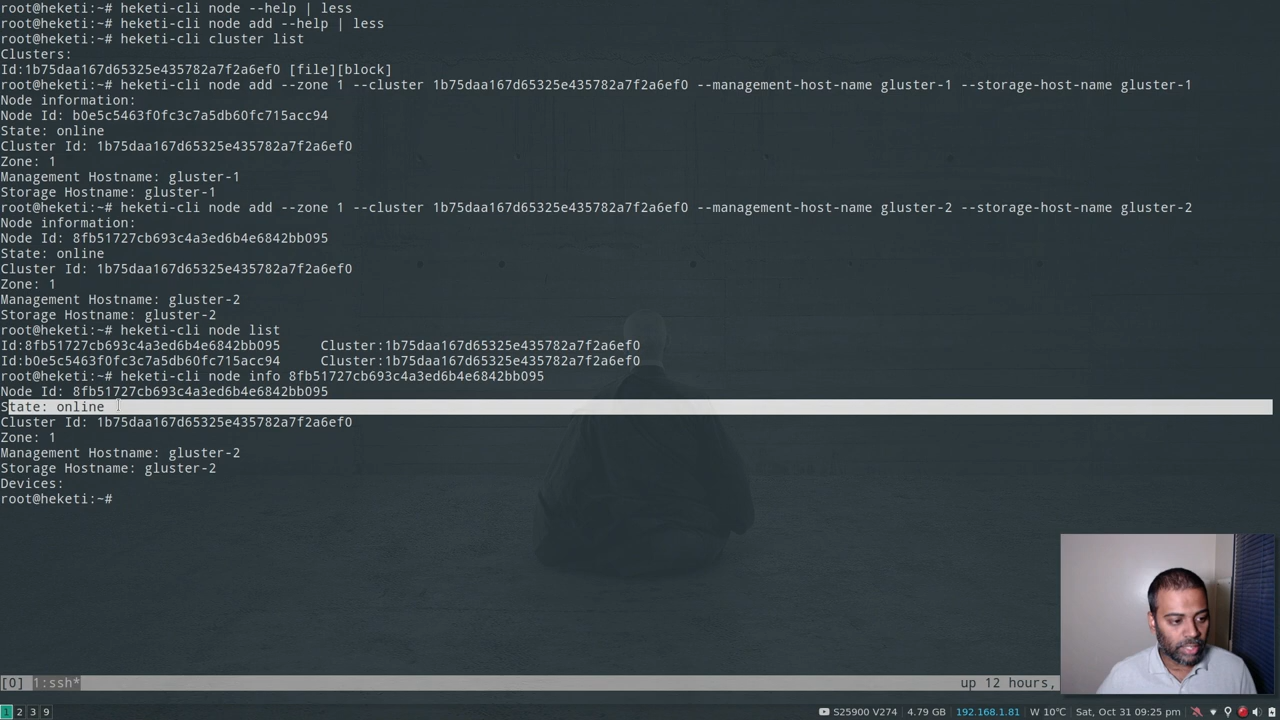 root@heketi:~# heketi-cli node --help | less
root@heketi:~# heketi-cli node add --help | less
root@heketi:~# heketi-cli cluster list
Clusters:
Id:1b75daa167d65325e435782a7f2a6ef0 [file][block]
root@heketi:~# heketi-cli node add --zone 1 --cluster 1b75daa167d65325e435782a7f2a6ef0 --management-host-name gluster-1 --storage-host-name gluster-1
Node information:
Node Id: b0e5c5463f0fc3c7a5db60fc715acc94
State: online
Cluster Id: 1b75daa167d65325e435782a7f2a6ef0
Zone: 1
Management Hostname: gluster-1
Storage Hostname: gluster-1
root@heketi:~# heketi-cli node add --zone 1 --cluster 1b75daa167d65325e435782a7f2a6ef0 --management-host-name gluster-2 --storage-host-name gluster-2
Node information:
Node Id: 8fb51727cb693c4a3ed6b4e6842bb095
State: online
Cluster Id: 1b75daa167d65325e435782a7f2a6ef0
Zone: 1
Management Hostname: gluster-2
Storage Hostname: gluster-2
root@heketi:~# heketi-cli node list
Id:8fb51727cb693c4a3ed6b4e6842bb095     Cluster:1b75daa167d65325e435782a7f2a6ef0
Id:b0e5c5463f0fc3c7a5db60fc715acc94     Cluster:1b75daa167d65325e435782a7f2a6ef0
root@heketi:~# heketi-cli node info 8fb51727cb693c4a3ed6b4e6842bb095
Node Id: 8fb51727cb693c4a3ed6b4e6842bb095
State: online
Cluster Id: 1b75daa167d65325e435782a7f2a6ef0
Zone: 1
Management Hostname: gluster-2
Storage Hostname: gluster-2
Devices:
root@heketi:~#
[0] 1:ssh* up 12 hours,
1 2 3 9 S25900 V274 4.79 GB 192.168.1.81 W 10°C Sat, Oct 31 09:25 pm